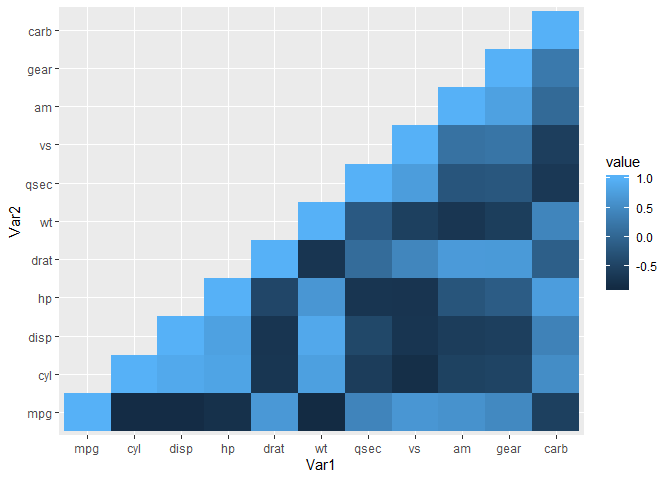 carb
gear
am
vs
qsec
wt
drat
hp
disp
cyl
mpg
Var2
mpg cyl disp hp drat wt qsec vs am gear carb
Var1
value
1.0
0.5
0.0
-0.5